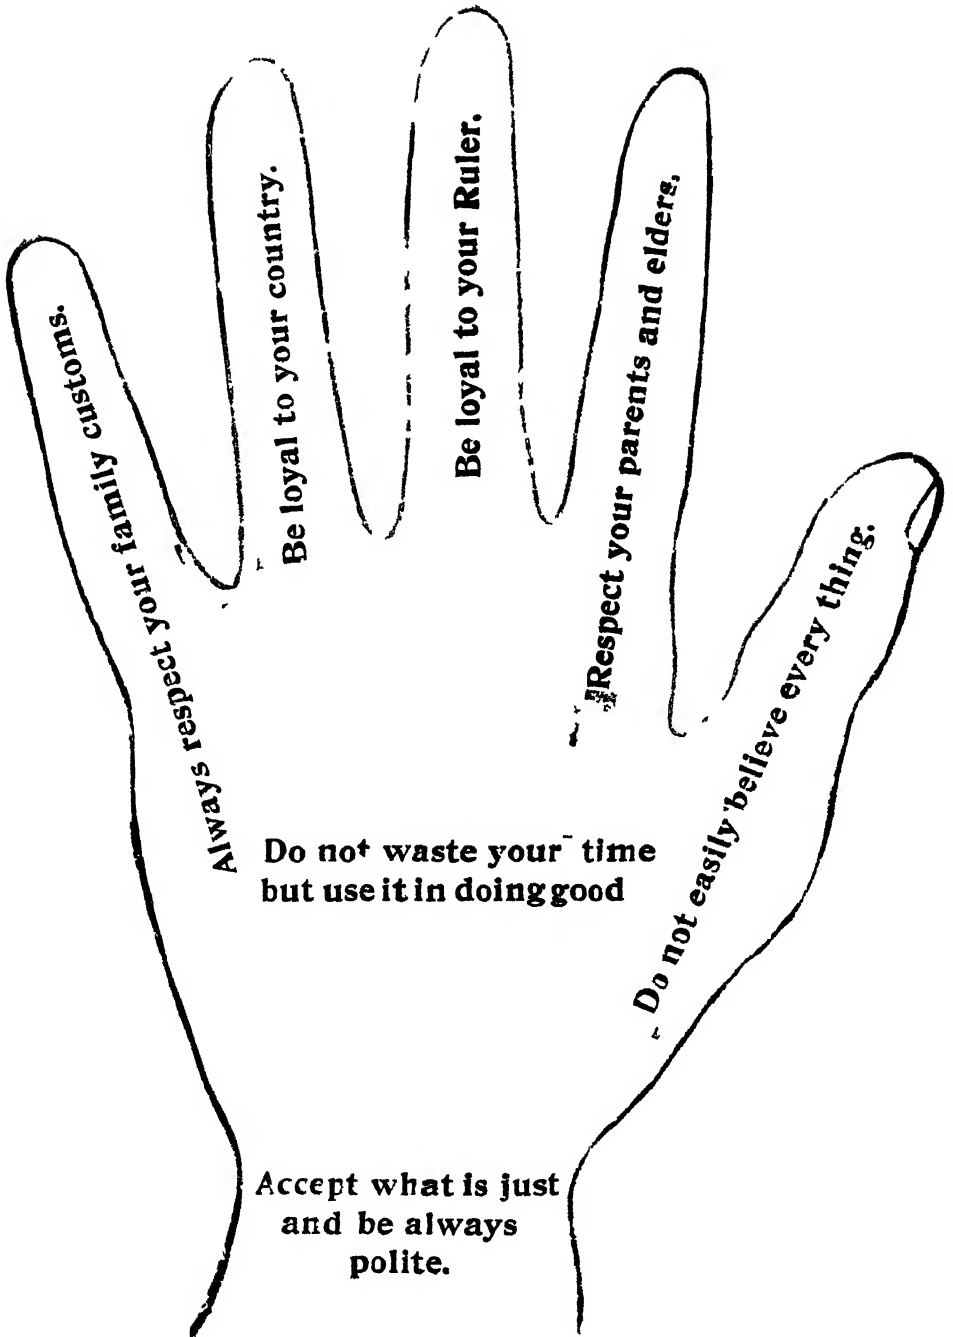 Always respect your family customs.
Be loyal to your country.
Be loyal to your Ruler.
Respect your parents and elders,
Do not easily believe every thing.
Do not waste your time
but use it in doing good
Accept what is just
and be always
polite.